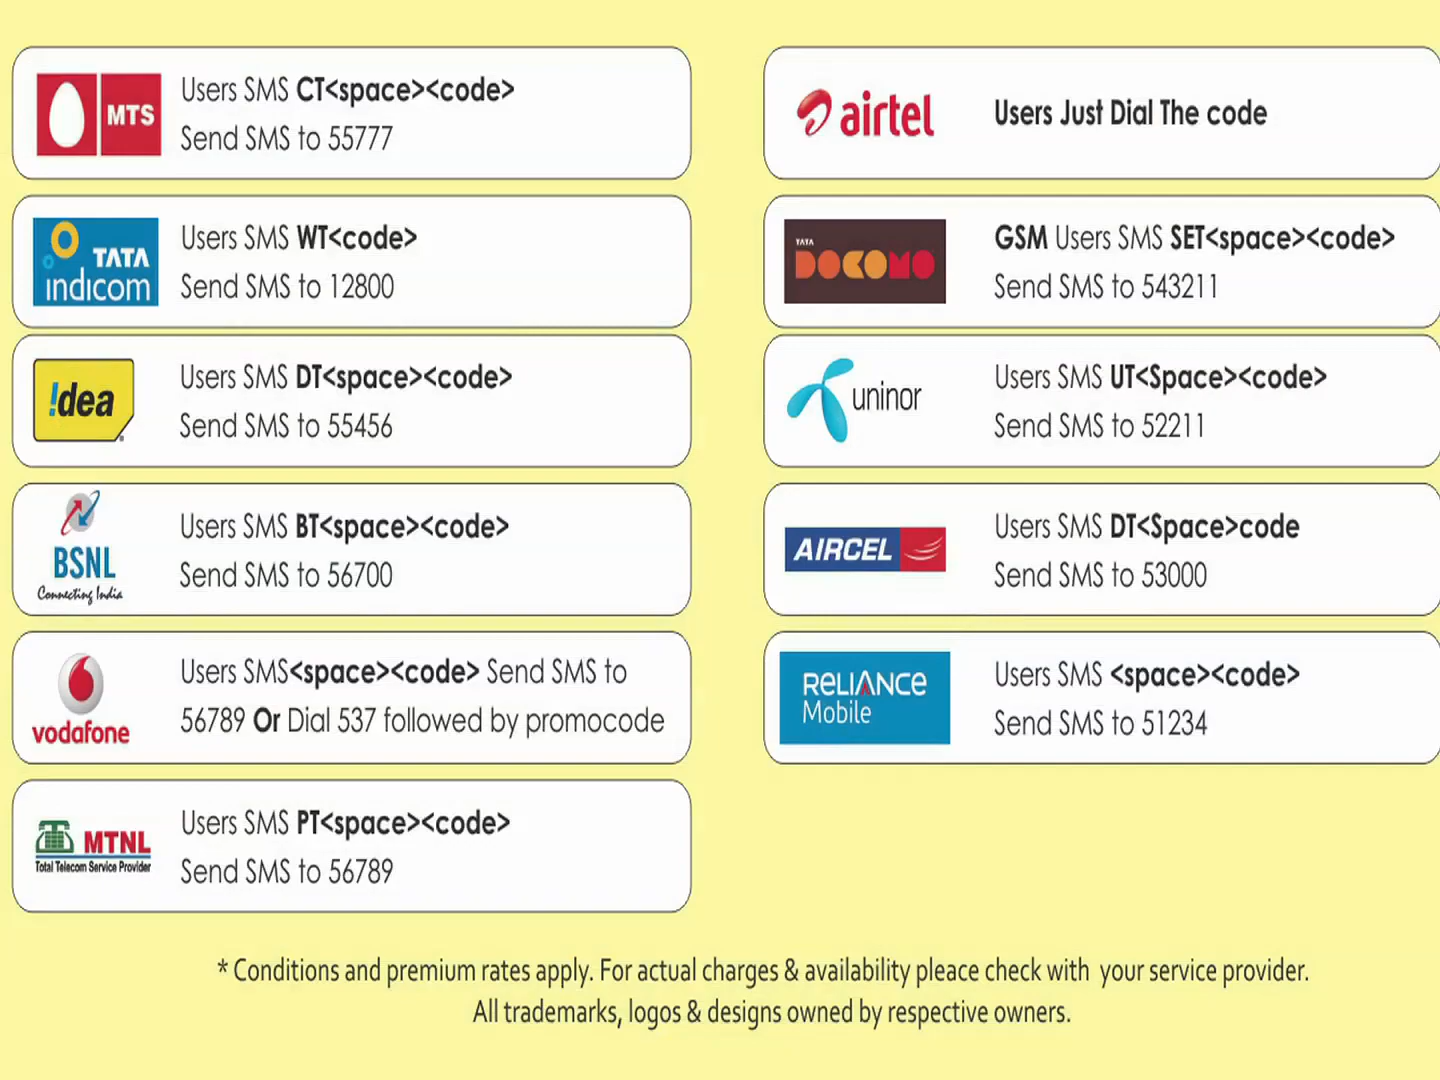 MTS
Users SMS CT<space><code>
Send SMS to 55777
airtel
Users Just Dial The code
TATA
indicom
Users SMS WT<code>
Send SMS to 12800
TATA
DOCOMO
GSM Users SMS SET<space><code>
Send SMS to 543211
!dea
Users SMS DT<space><code>
Send SMS to 55456
uninor
Users SMS UT<Space><code>
Send SMS to 52211
BSNL
Connecting India
Users SMS BT<space><code>
Send SMS to 56700
AIRCEL
Users SMS DT<Space>code
Send SMS to 53000
vodafone
Users SMS<space><code> Send SMS to
56789 Or Dial 537 followed by promocode
RELIANCe
Mobile
Users SMS <space><code>
Send SMS to 51234
MTNL
Total Telecom Service Provider
Users SMS PT<space><code>
Send SMS to 56789
* Conditions and premium rates apply. For actual charges & availability pleace check with your service provider.
All trademarks, logos & designs owned by respective owners.